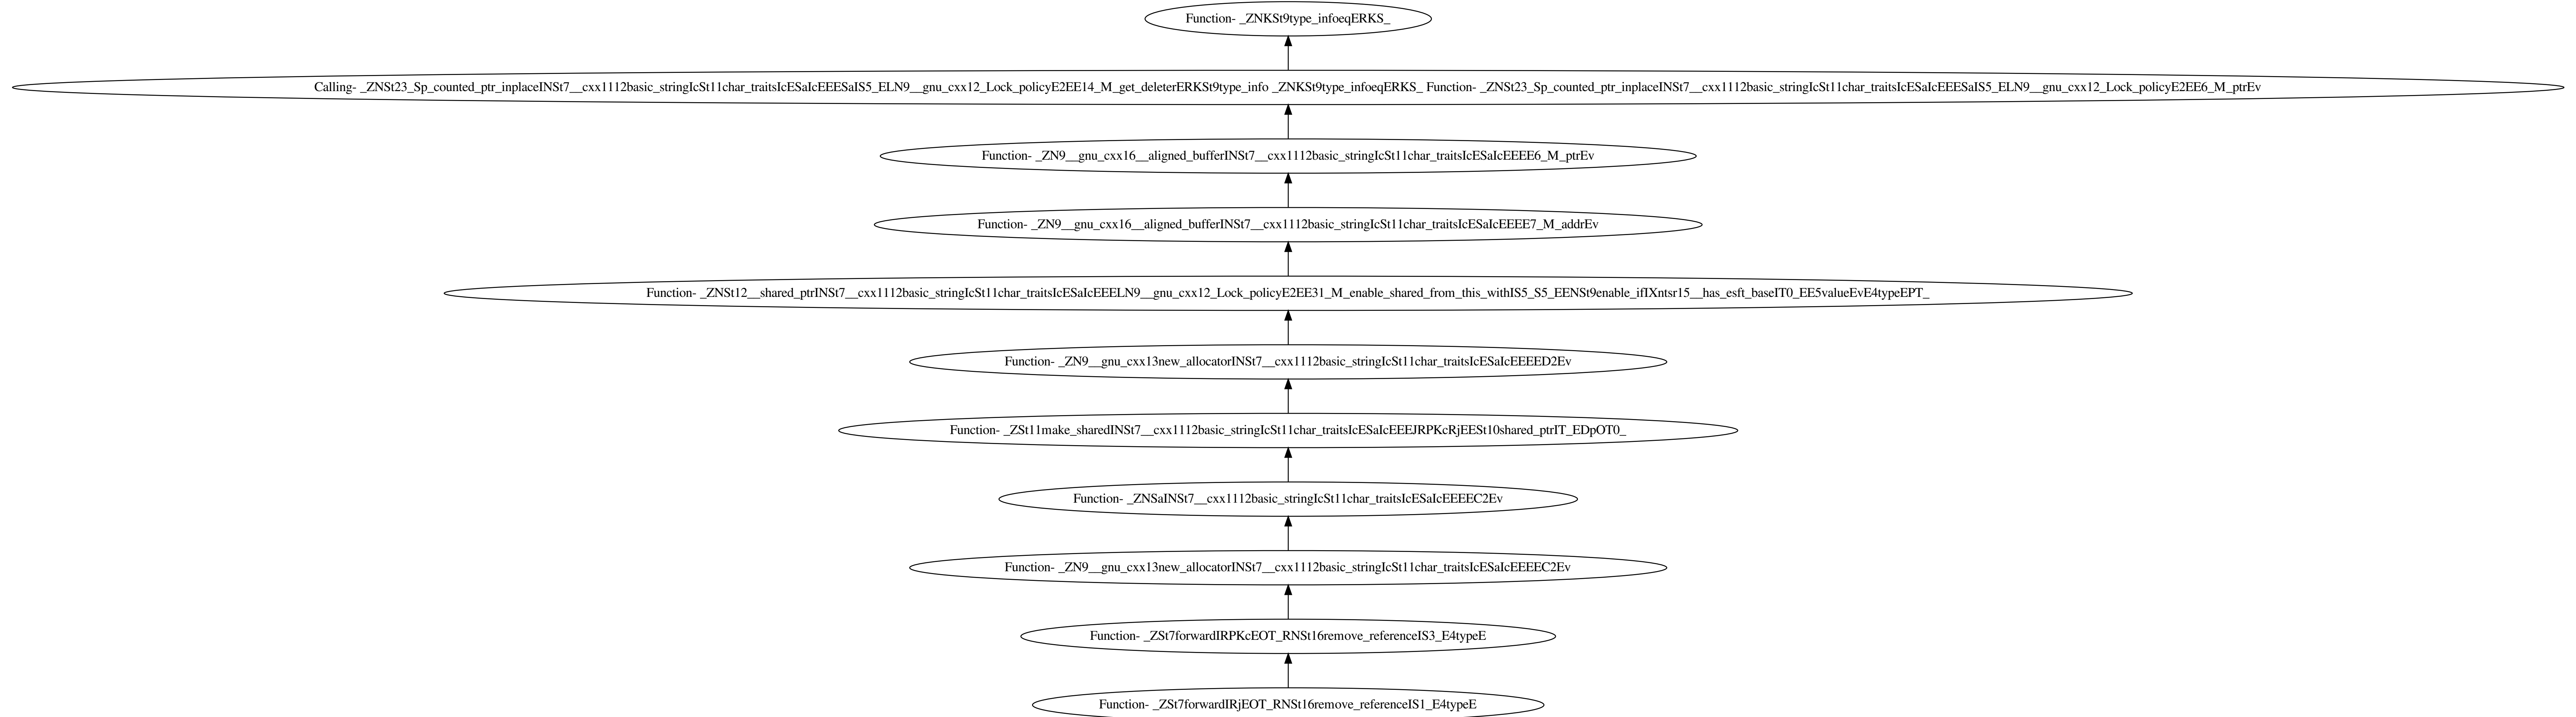 Function- _ZNKSt9type_infoeqERKS_
Calling- _ZNSt23_Sp_counted_ptr_inplaceINSt7__cxx1112basic_stringIcSt11char_traitsIcESaIcEEESaIS5_ELN9__gnu_cxx12_Lock_policyE2EE14_M_get_deleterERKSt9type_info _ZNKSt9type_infoeqERKS_ Function- _ZNSt23_Sp_counted_ptr_inplaceINSt7__cxx1112basic_stringIcSt11char_traitsIcESaIcEEESaIS5_ELN9__gnu_cxx12_Lock_policyE2EE6_M_ptrEv
Function- _ZN9__gnu_cxx16__aligned_bufferINSt7__cxx1112basic_stringIcSt11char_traitsIcESaIcEEEE6_M_ptrEv
Function- _ZN9__gnu_cxx16__aligned_bufferINSt7__cxx1112basic_stringIcSt11char_traitsIcESaIcEEEE7_M_addrEv
Function- _ZNSt12__shared_ptrINSt7__cxx1112basic_stringIcSt11char_traitsIcESaIcEEELN9__gnu_cxx12_Lock_policyE2EE31_M_enable_shared_from_this_withIS5_S5_EENSt9enable_ifIXntsr15__has_esft_baseIT0_EE5valueEvE4typeEPT_
Function- _ZN9__gnu_cxx13new_allocatorINSt7__cxx1112basic_stringIcSt11char_traitsIcESaIcEEEED2Ev
Function- _ZSt11make_sharedINSt7__cxx1112basic_stringIcSt11char_traitsIcESaIcEEEJRPKcRjEESt10shared_ptrIT_EDpOT0_
Function- _ZNSaINSt7__cxx1112basic_stringIcSt11char_traitsIcESaIcEEEEC2Ev
Function- _ZN9__gnu_cxx13new_allocatorINSt7__cxx1112basic_stringIcSt11char_traitsIcESaIcEEEEC2Ev
Function- _ZSt7forwardIRPKcEOT_RNSt16remove_referenceIS3_E4typeE
Function- _ZSt7forwardIRjEOT_RNSt16remove_referenceIS1_E4typeE